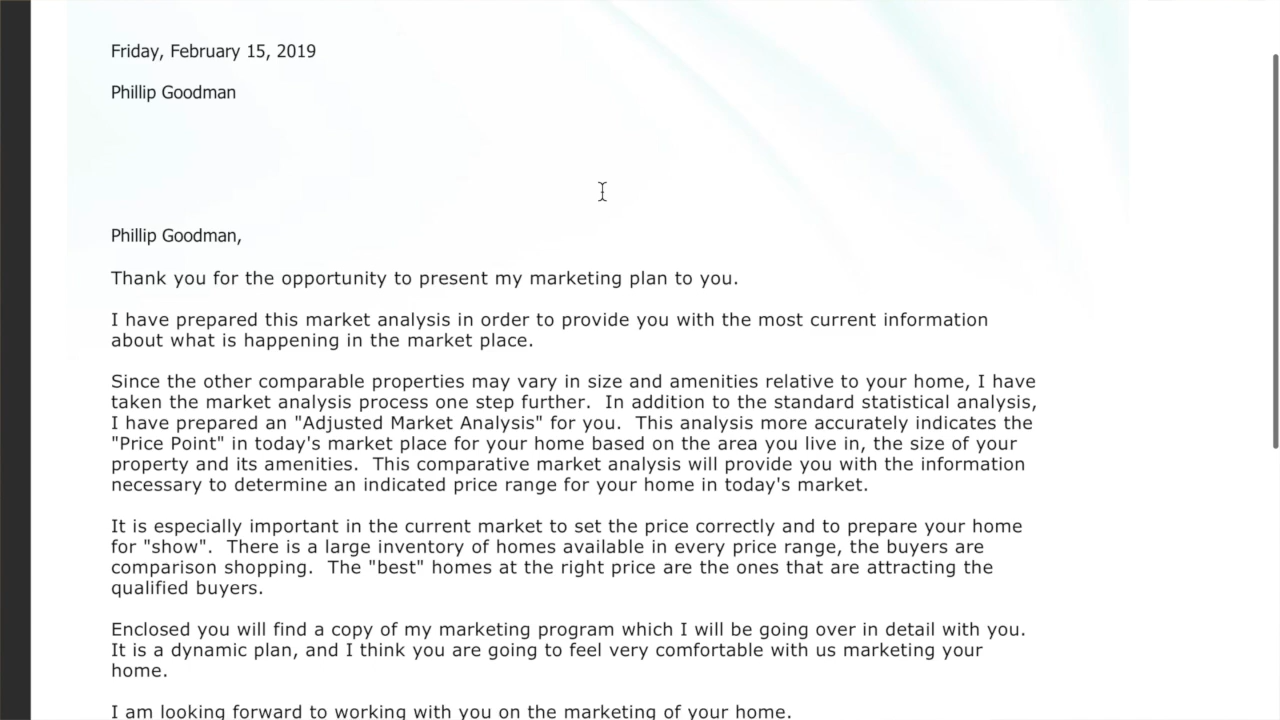 Friday, February 15, 2019
Phillip Goodman
Phillip Goodman,
Thank you for the opportunity to present my marketing plan to you.
I have prepared this market analysis in order to provide you with the most current information
about what is happening in the market place.
Since the other comparable properties may vary in size and amenities relative to your home, I have
taken the market analysis process one step further.  In addition to the standard statistical analysis,
I have prepared an "Adjusted Market Analysis" for you.  This analysis more accurately indicates the
"Price Point" in today's market place for your home based on the area you live in, the size of your
property and its amenities.  This comparative market analysis will provide you with the information
necessary to determine an indicated price range for your home in today's market.
It is especially important in the current market to set the price correctly and to prepare your home
for "show".  There is a large inventory of homes available in every price range, the buyers are
comparison shopping.  The "best" homes at the right price are the ones that are attracting the
qualified buyers.
Enclosed you will find a copy of my marketing program which I will be going over in detail with you.
It is a dynamic plan, and I think you are going to feel very comfortable with us marketing your
home.
I am looking forward to working with you on the marketing of your home.